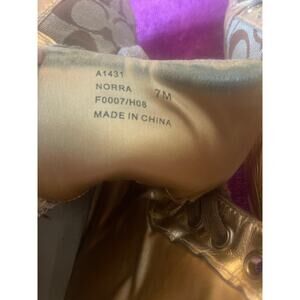 A1431
NORRA 7M
F0007/H08
MADE IN CHINA